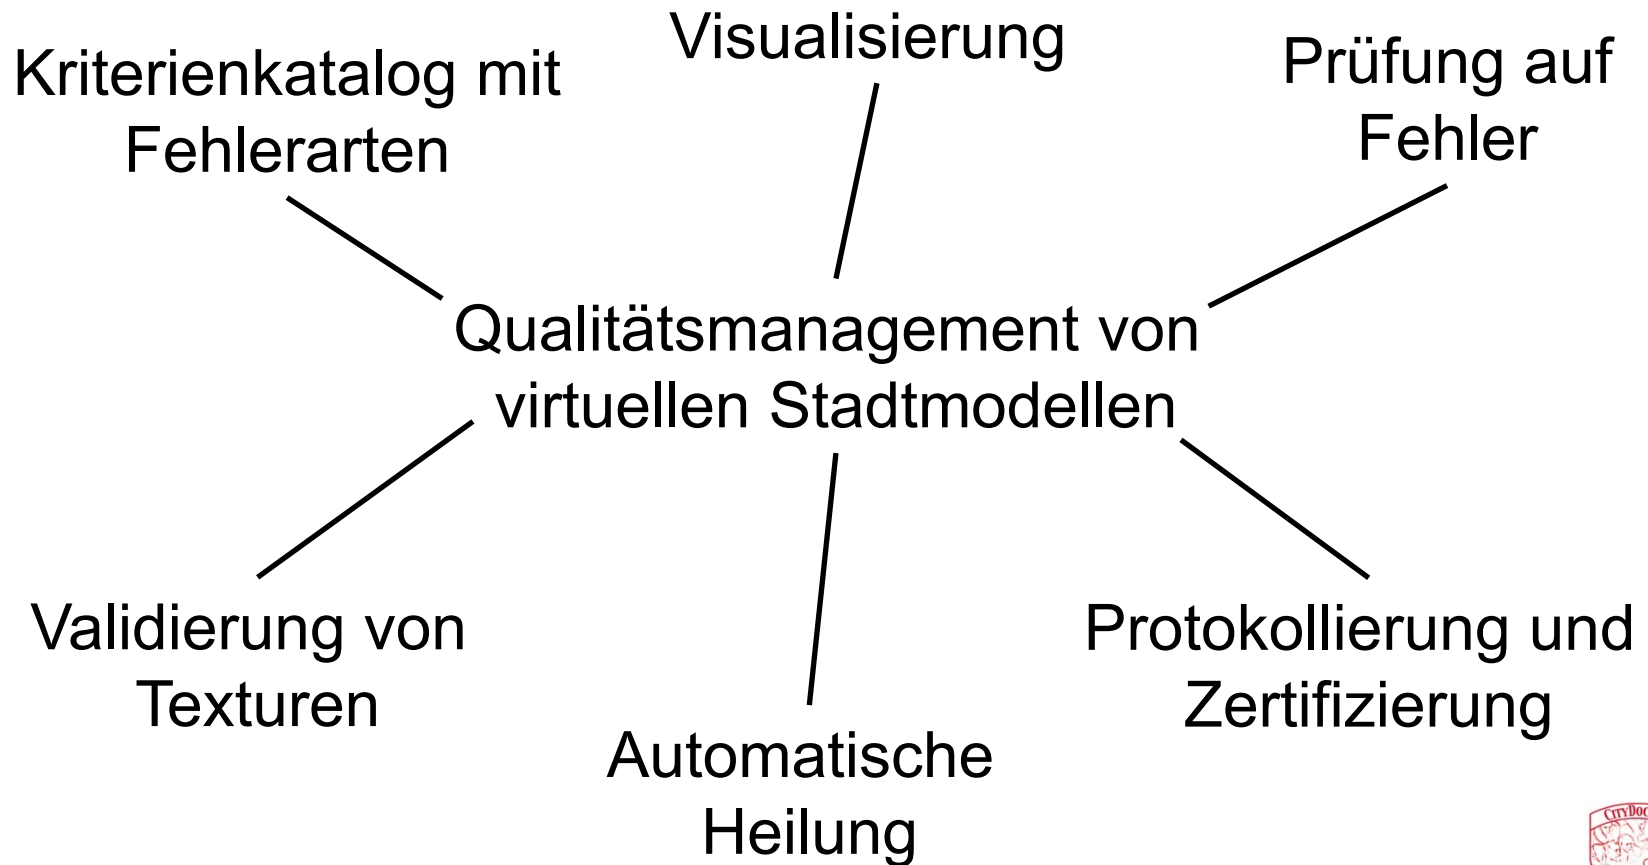 Visualisierung
Kriterienkatalog mit
Fehlerarten
Prüfung auf
Fehler
Qualitätsmanagement von
virtuellen Stadtmodellen
Validierung von
Texturen
Automatische
Heilung
Protokollierung und
Zertifizierung